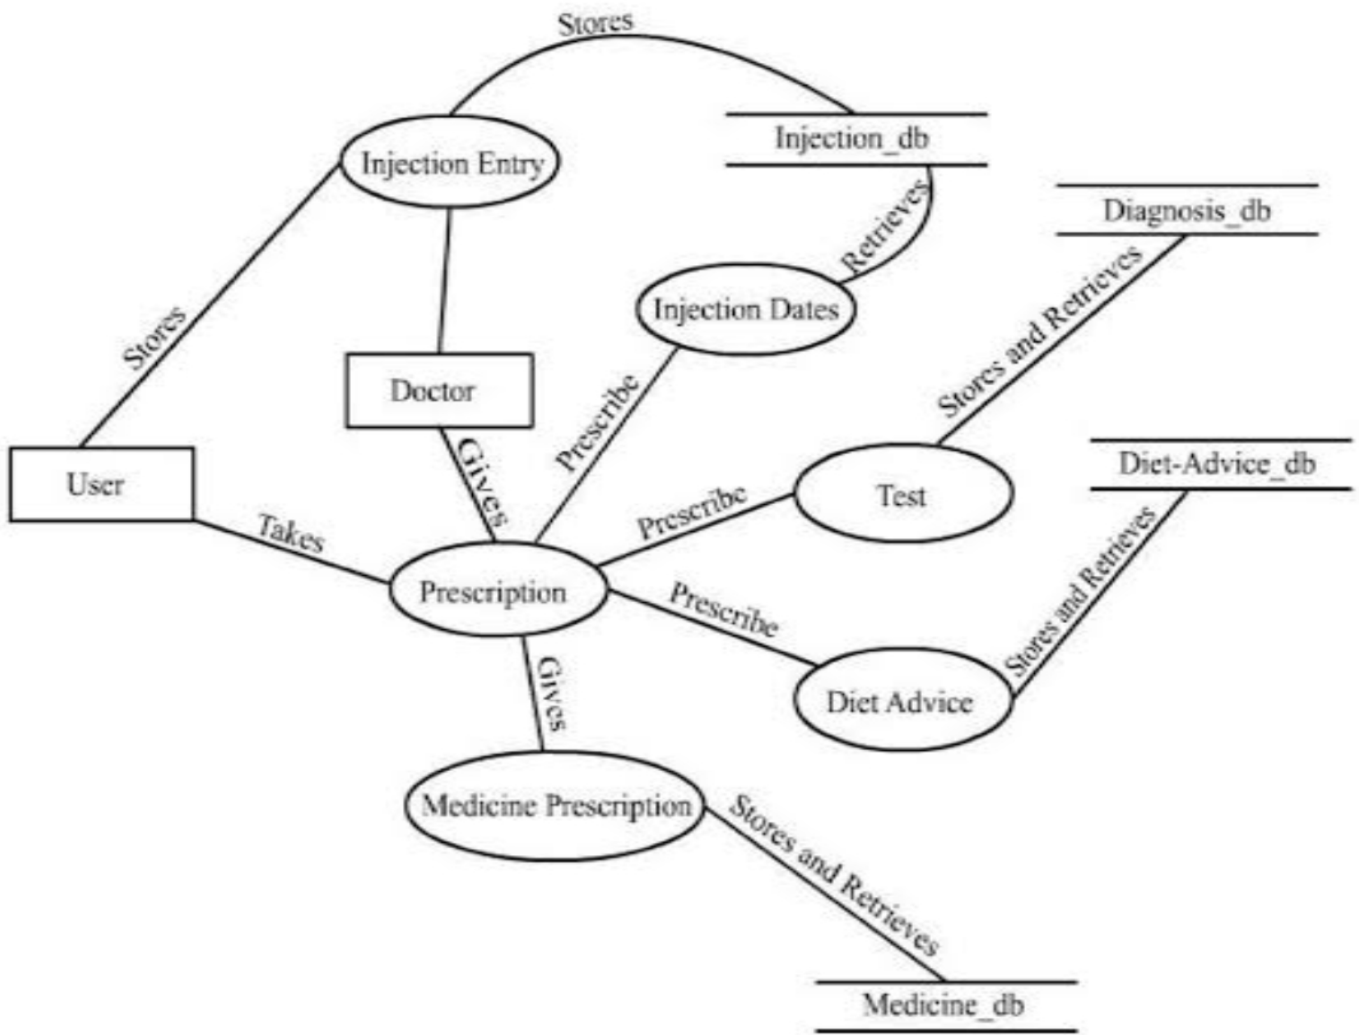 Stores
Injection_db
Injection Entry
Diagnosis_db
Retrieves
Injection Dates
Stores
Stores and Retrieves
Doctor
Prescribe
Gives
User
Diet-Advice_db
Test
Prescribe
Takes
Prescription
Prescribe
Stores and Retrieves
Gives
Diet Advice
Medicine Prescription
Stores and Retrieves
Medicine_db